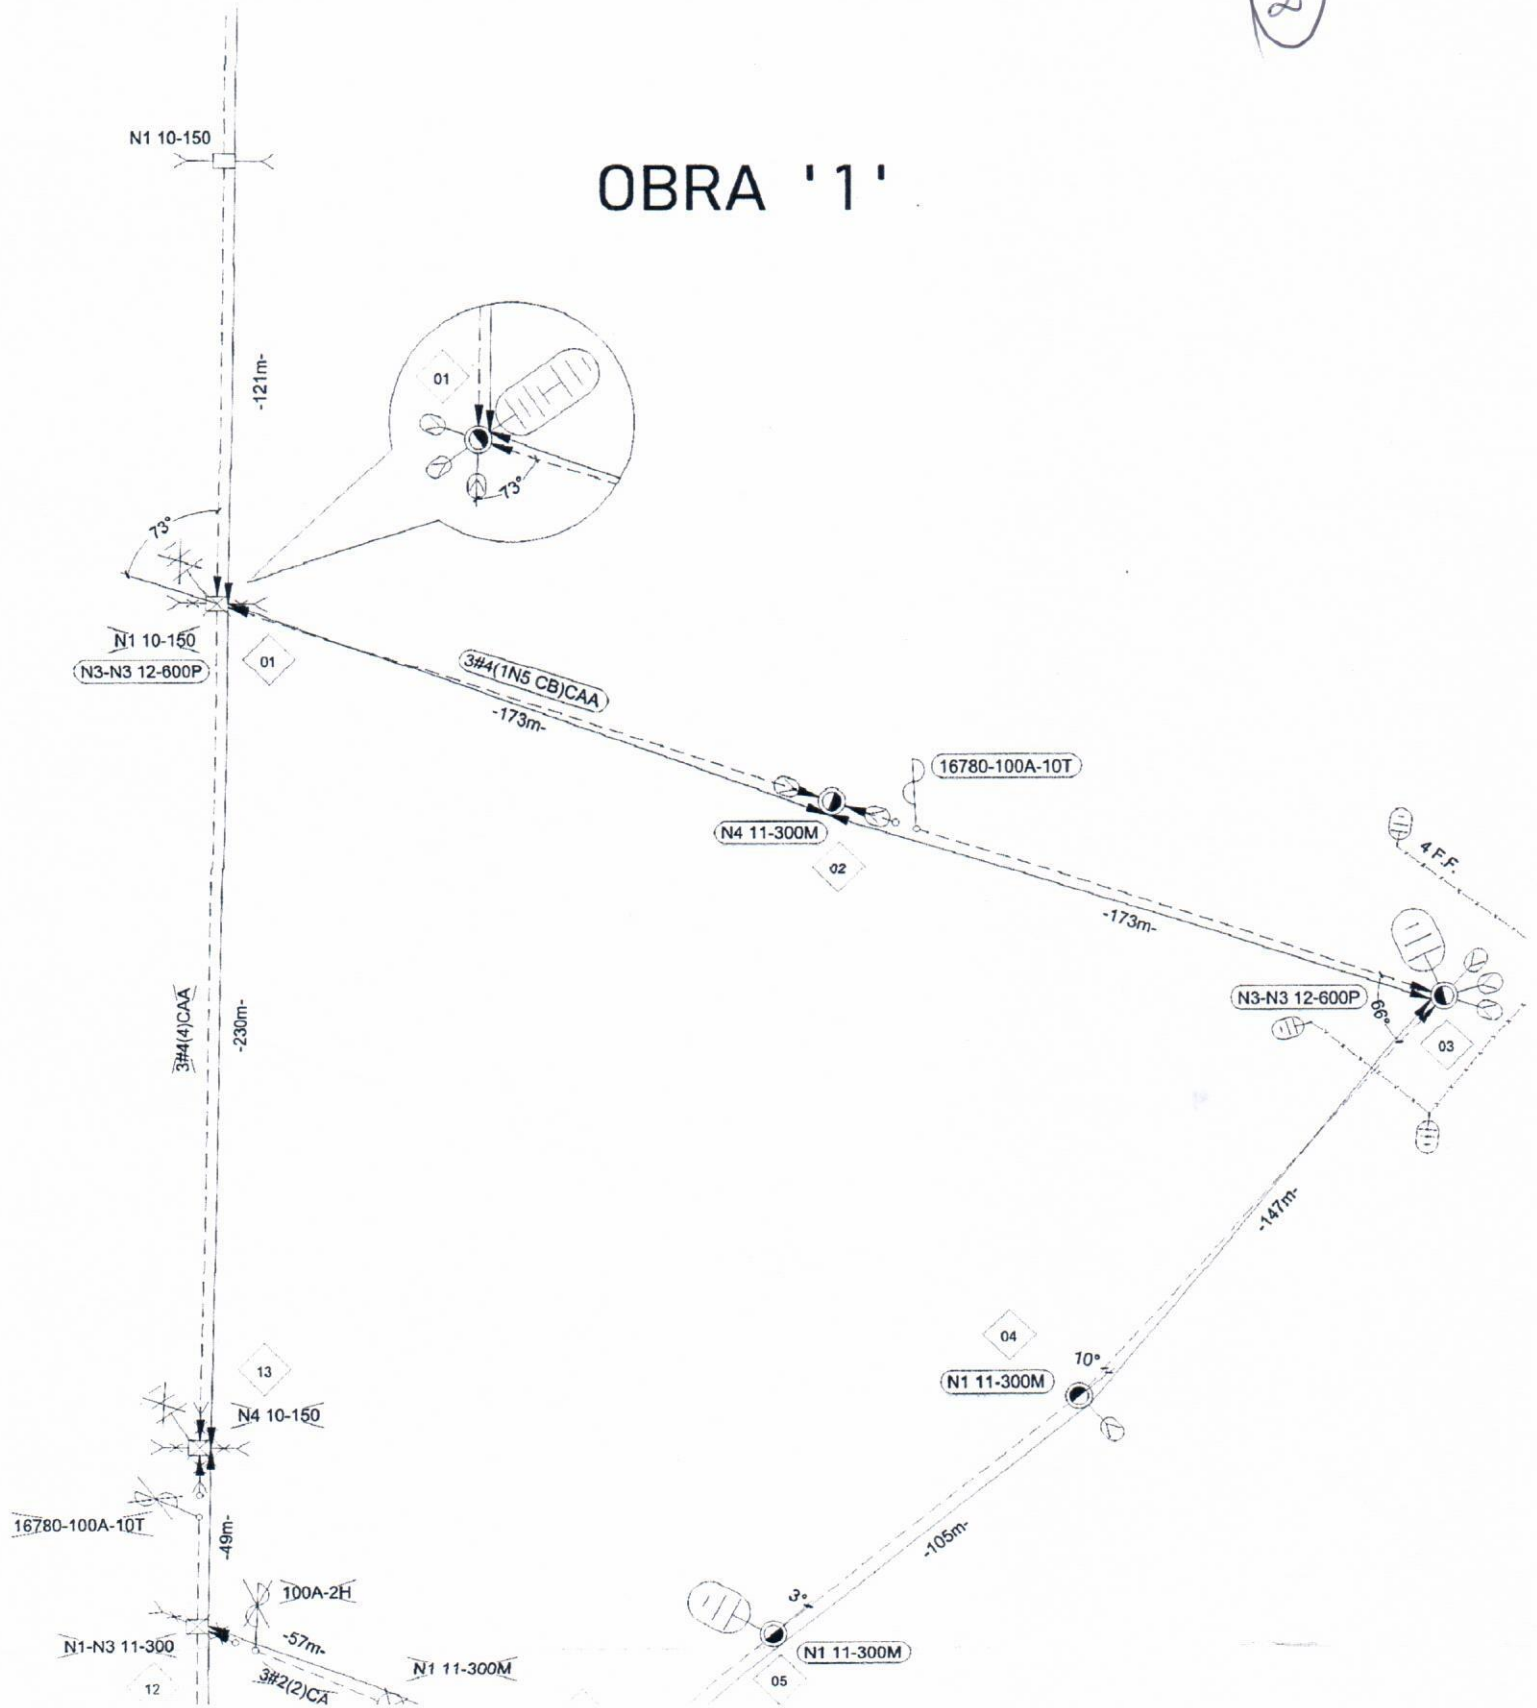 N1 10-150
OBRA '1'
-121m-
01
73°
73°
N1 10-150
N3-N3 12-600P
01
3#4(1N5 CB)CAA
-173m-
16780-100A-10T
N4 11-300M
02
4 F.F.
-173m-
N3-N3 12-600P
66°
03
3#4(4)CAA
-230m-
-147m-
04
10°
N1 11-300M
13
N4 10-150
16780-100A-10T
-49m-
-105m-
100A-2H
3°
-57m-
N1-N3 11-300
N1 11-300M
N1 11-300M
3#2(2)CA
12
05